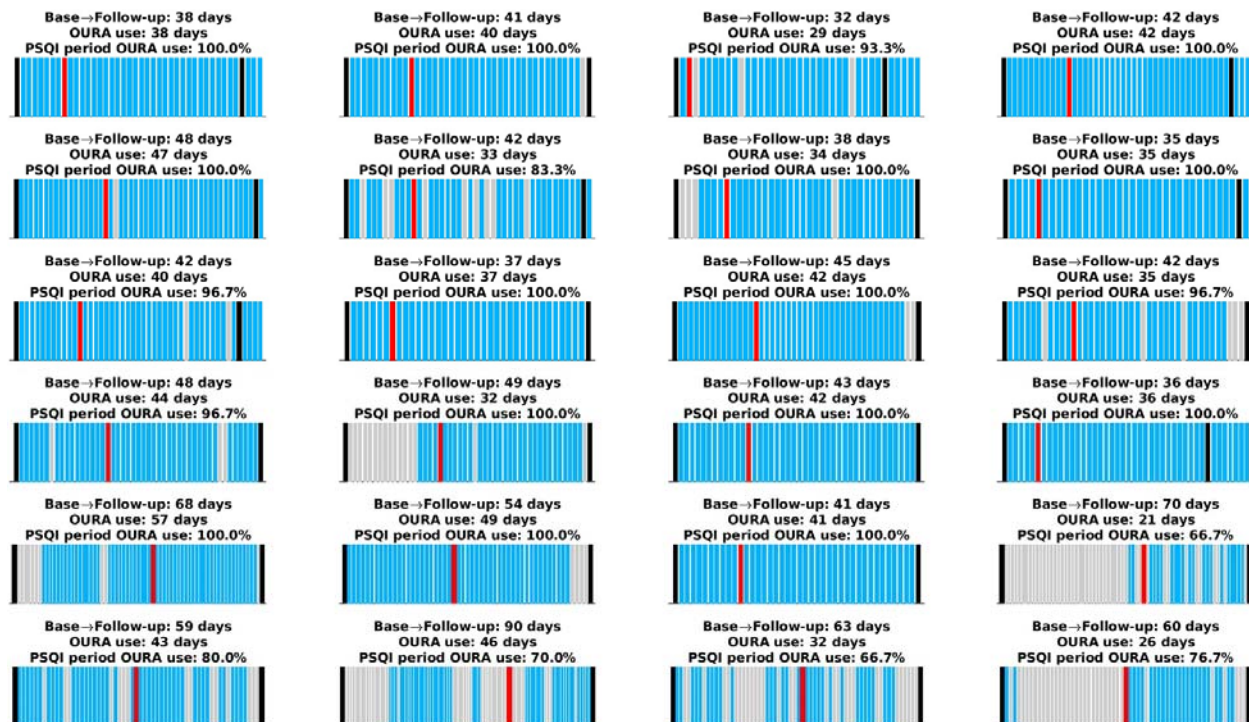 Base→Follow-up: 38 days
OURA use: 38 days
PSQI period OURA use: 100.0%
Base→Follow-up: 41 days
OURA use: 40 days
PSQI period OURA use: 100.0%
Base→Follow-up: 32 days
OURA use: 29 days
PSQI period OURA use: 93.3%
Base→Follow-up: 42 days
OURA use: 42 days
PSQI period OURA use: 100.0%
Base→Follow-up: 48 days
OURA use: 47 days
PSQI period OURA use: 100.0%
Base→Follow-up: 42 days
OURA use: 33 days
PSQI period OURA use: 83.3%
Base→Follow-up: 38 days
OURA use: 34 days
PSQI period OURA use: 100.0%
Base→Follow-up: 35 days
OURA use: 35 days
PSQI period OURA use: 100.0%
Base→Follow-up: 42 days
OURA use: 40 days
PSQI period OURA use: 96.7%
Base→Follow-up: 37 days
OURA use: 37 days
PSQI period OURA use: 100.0%
Base→Follow-up: 45 days
OURA use: 42 days
PSQI period OURA use: 100.0%
Base→Follow-up: 42 days
OURA use: 35 days
PSQI period OURA use: 96.7%
Base→Follow-up: 48 days
OURA use: 44 days
PSQI period OURA use: 96.7%
Base→Follow-up: 49 days
OURA use: 32 days
PSQI period OURA use: 100.0%
Base→Follow-up: 43 days
OURA use: 42 days
PSQI period OURA use: 100.0%
Base→Follow-up: 36 days
OURA use: 36 days
PSQI period OURA use: 100.0%
Base→Follow-up: 68 days
OURA use: 57 days
PSQI period OURA use: 100.0%
Base→Follow-up: 54 days
OURA use: 49 days
PSQI period OURA use: 100.0%
Base→Follow-up: 41 days
OURA use: 41 days
PSQI period OURA use: 100.0%
Base→Follow-up: 70 days
OURA use: 21 days
PSQI period OURA use: 66.7%
Base→Follow-up: 59 days
OURA use: 43 days
PSQI period OURA use: 80.0%
Base→Follow-up: 90 days
OURA use: 46 days
PSQI period OURA use: 70.0%
Base→Follow-up: 63 days
OURA use: 32 days
PSQI period OURA use: 66.7%
Base→Follow-up: 60 days
OURA use: 26 days
PSQI period OURA use: 76.7%